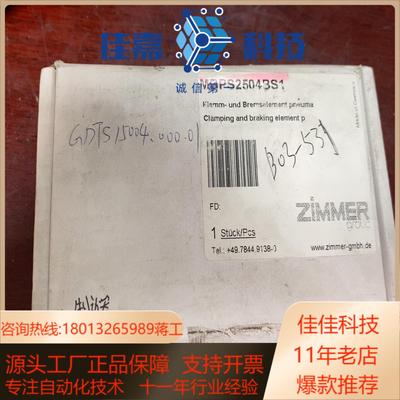 佳嘉 科技
诚信第一
MBPS2504BS1
Klemm- und Bremselement pneuma
Clamping and braking element p
GDTS15004.000.01
B03-531
FD:
1 Stück/Pcs
Tel.: +49.7844.9138-0
ZIMMER
group
www.zimmer-gmbh.de
咨询热线:18013265989蒋工
佳佳科技
源头工厂正品保障 支持开票
11年老店
专注自动化技术 十一年行业经验
爆款推荐